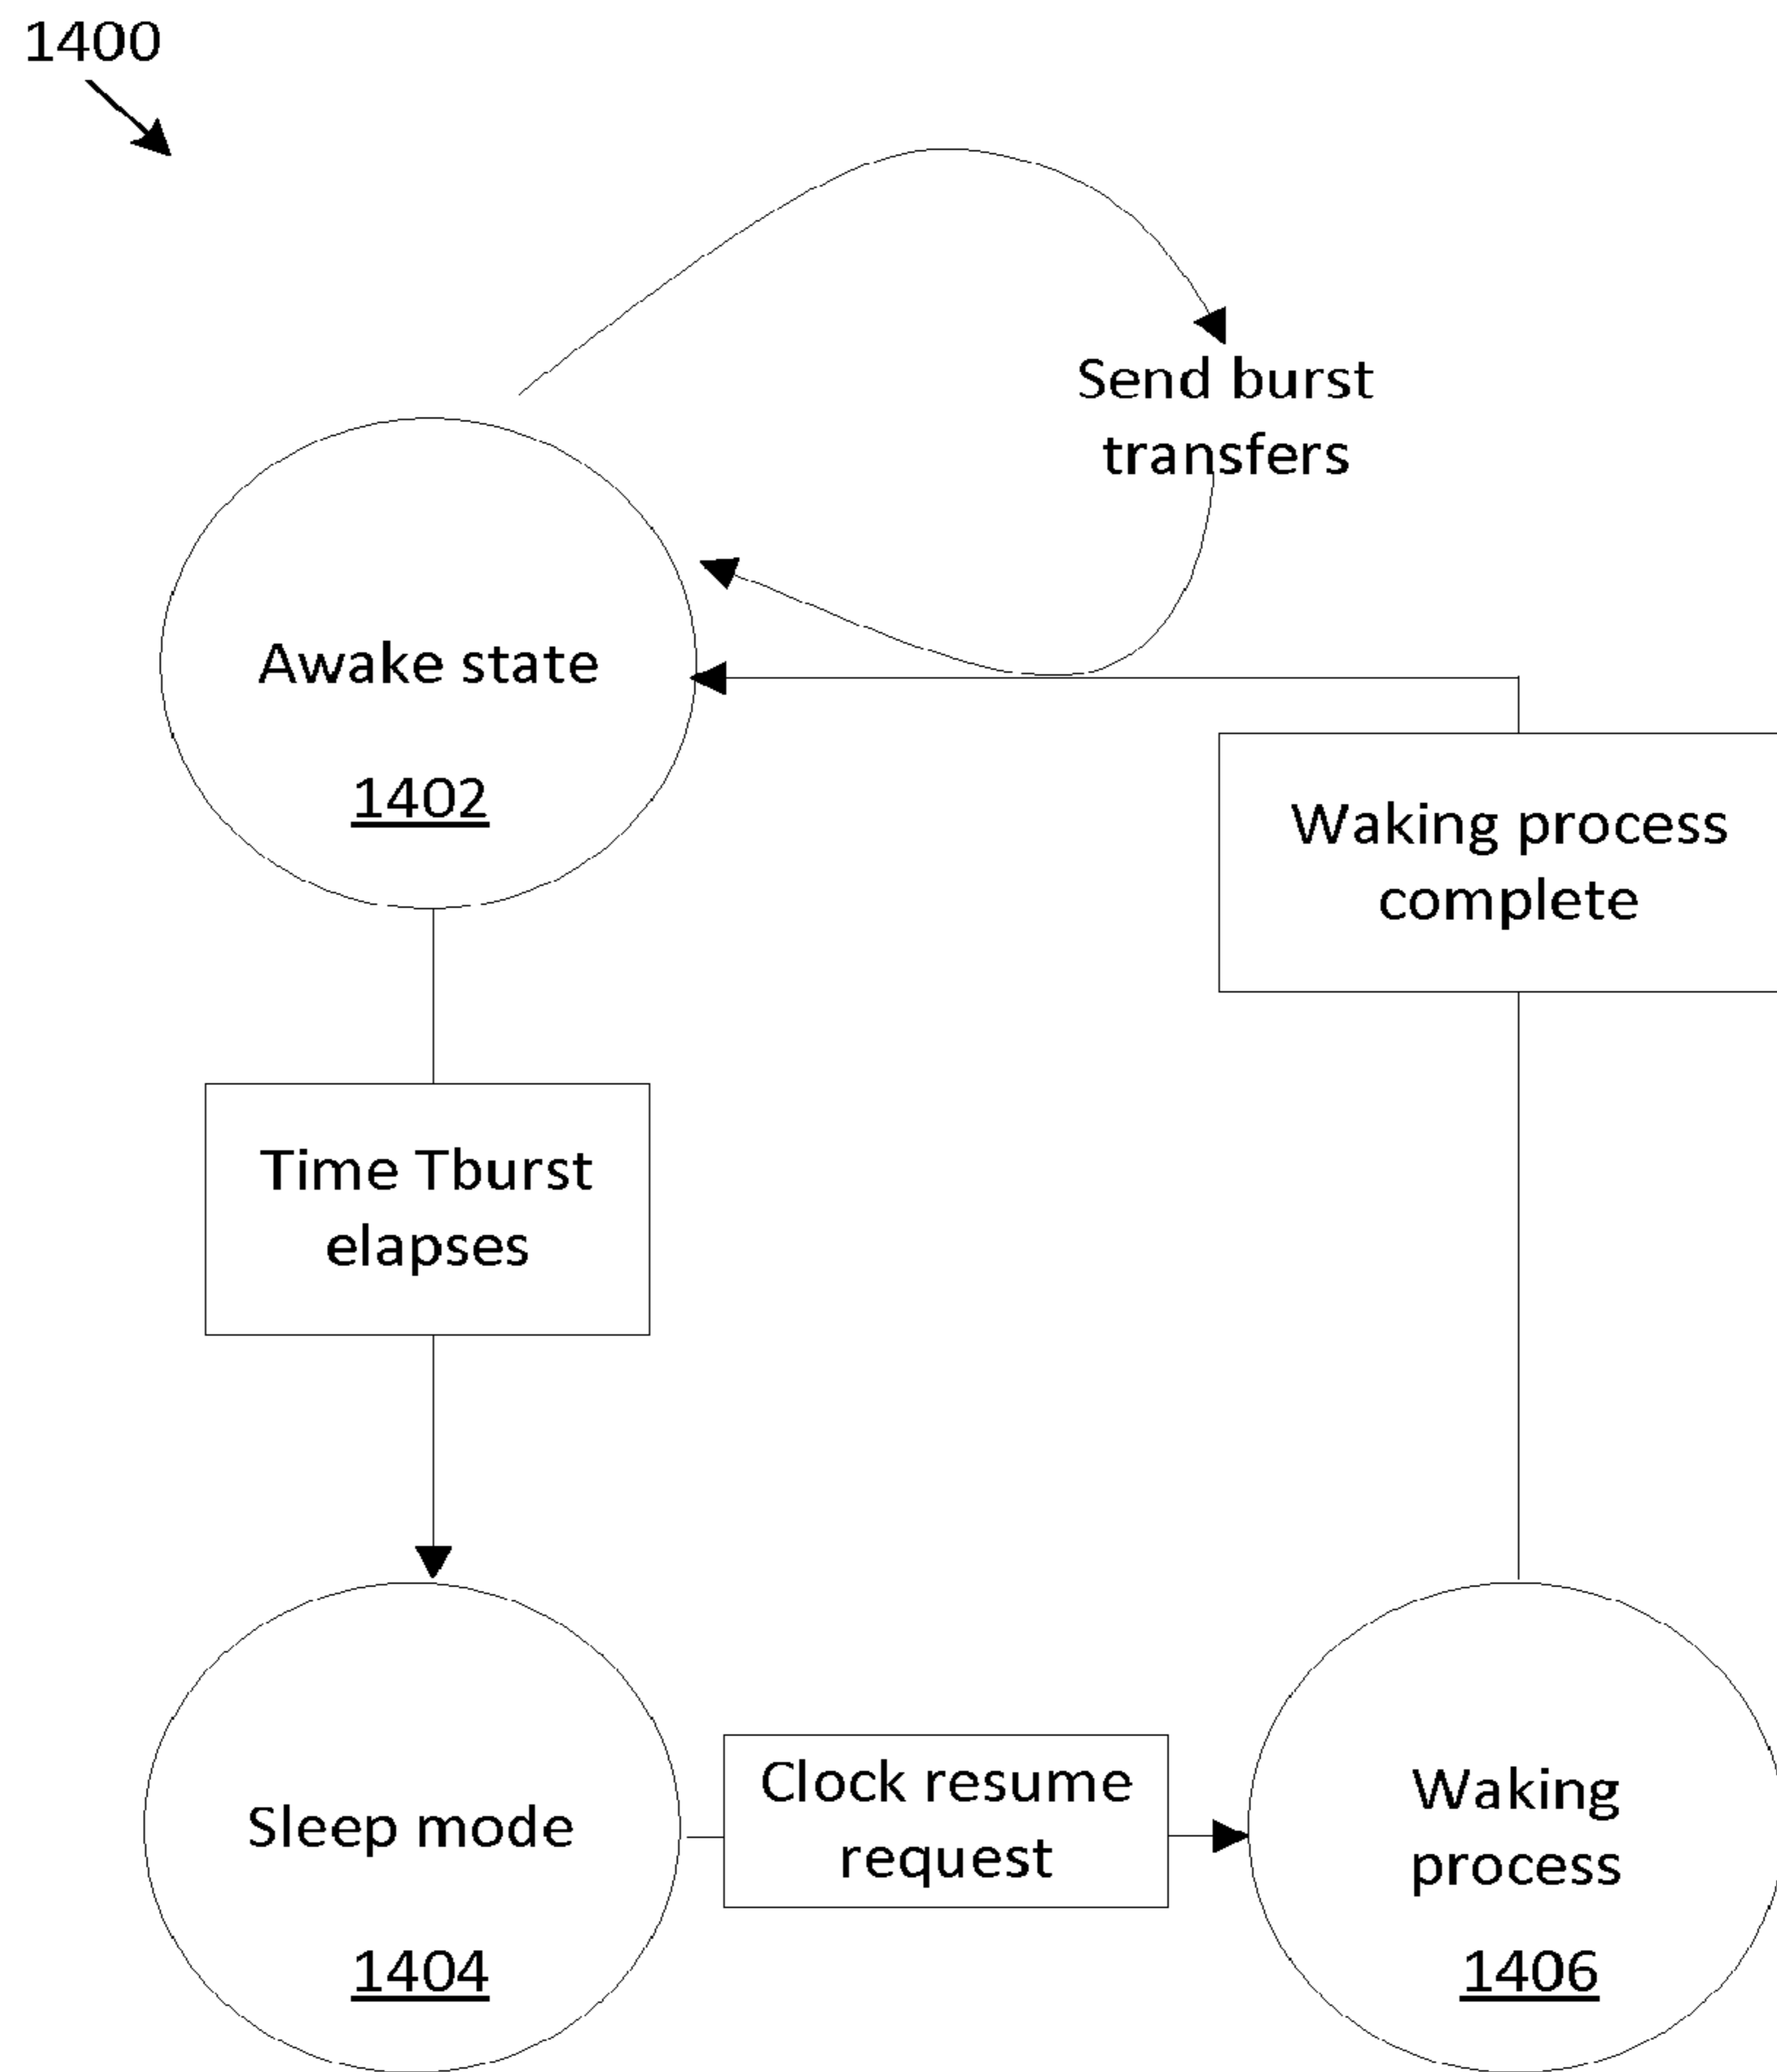 1400
Send burst
transfers
Awake state
1402
Waking process
complete
Time Tburst
elapses
Sleep mode
1404
Clock resume
request
Waking
process
1406